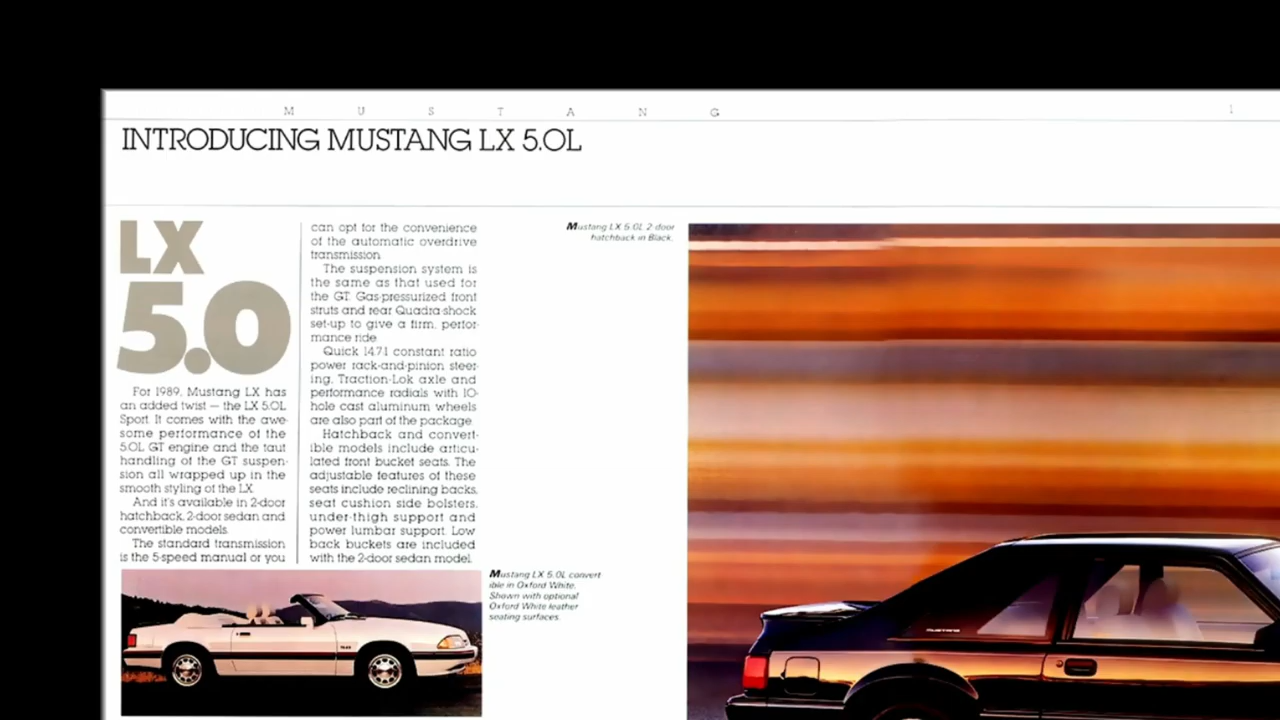 M U S T A N G
1
INTRODUCING MUSTANG LX 5.0L
LX
5.0
For 1989, Mustang LX has
an added twist — the LX 5.0L
Sport. It comes with the awe-
some performance of the
5.0L GT engine and the taut
handling of the GT suspen-
sion all wrapped up in the
smooth styling of the LX.
And it's available in 2-door
hatchback, 2-door sedan and
convertible models.
The standard transmission
is the 5-speed manual or you
can opt for the convenience
of the automatic overdrive
transmission.
The suspension system is
the same as that used for
the GT. Gas-pressurized front
struts and rear Quadra-shock
set-up to give a firm, perfor-
mance ride.
Quick 14.7:1 constant ratio
power rack-and-pinion steer-
ing, Traction-Lok axle and
performance radials with 10-
hole cast aluminum wheels
are also part of the package.
Hatchback and convert-
ible models include articu-
lated front bucket seats. The
adjustable features of these
seats include reclining backs,
seat cushion side bolsters,
under-thigh support and
power lumbar support. Low
back buckets are included
with the 2-door sedan model.
Mustang LX 5.0L 2-door
hatchback in Black.
Mustang LX 5.0L convert
ible in Oxford White.
Shown with optional
Oxford White leather
seating surfaces.
MUSTANG